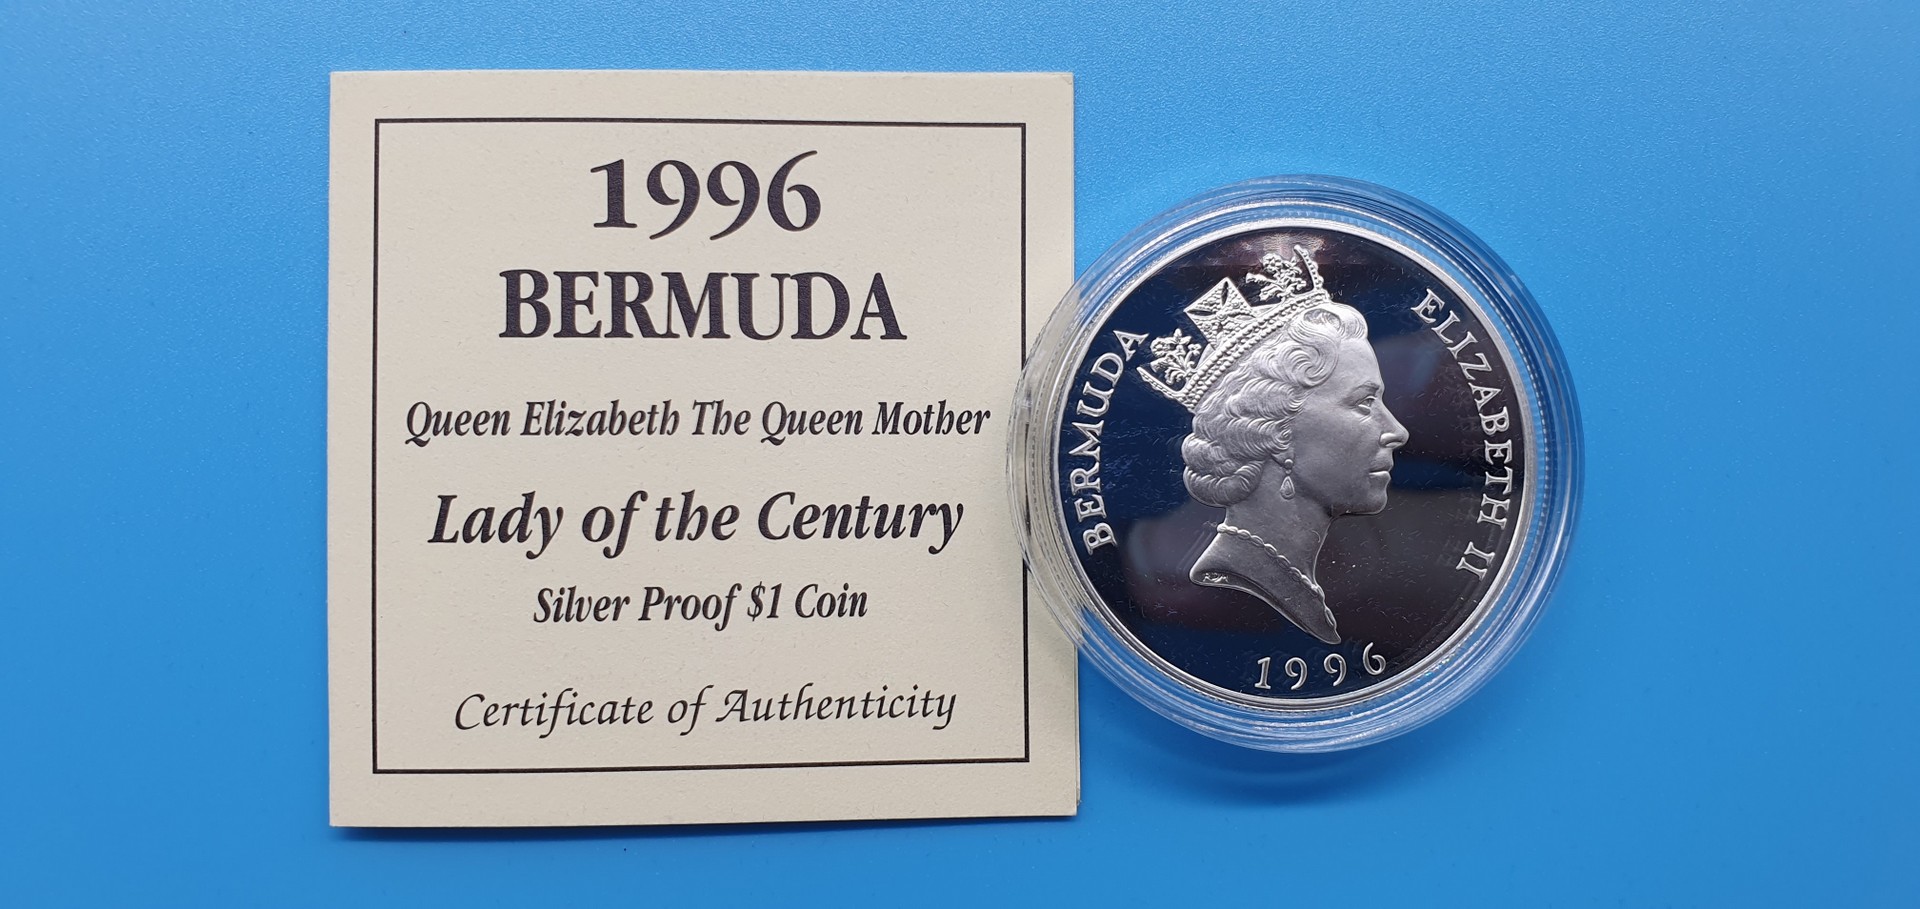 1996
BERMUDA
Queen Elizabeth The Queen Mother
Lady of the Century
Silver Proof $1 Coin
Certificate of Authenticity
BERMUDA
ELIZABETH II
RDM
1996